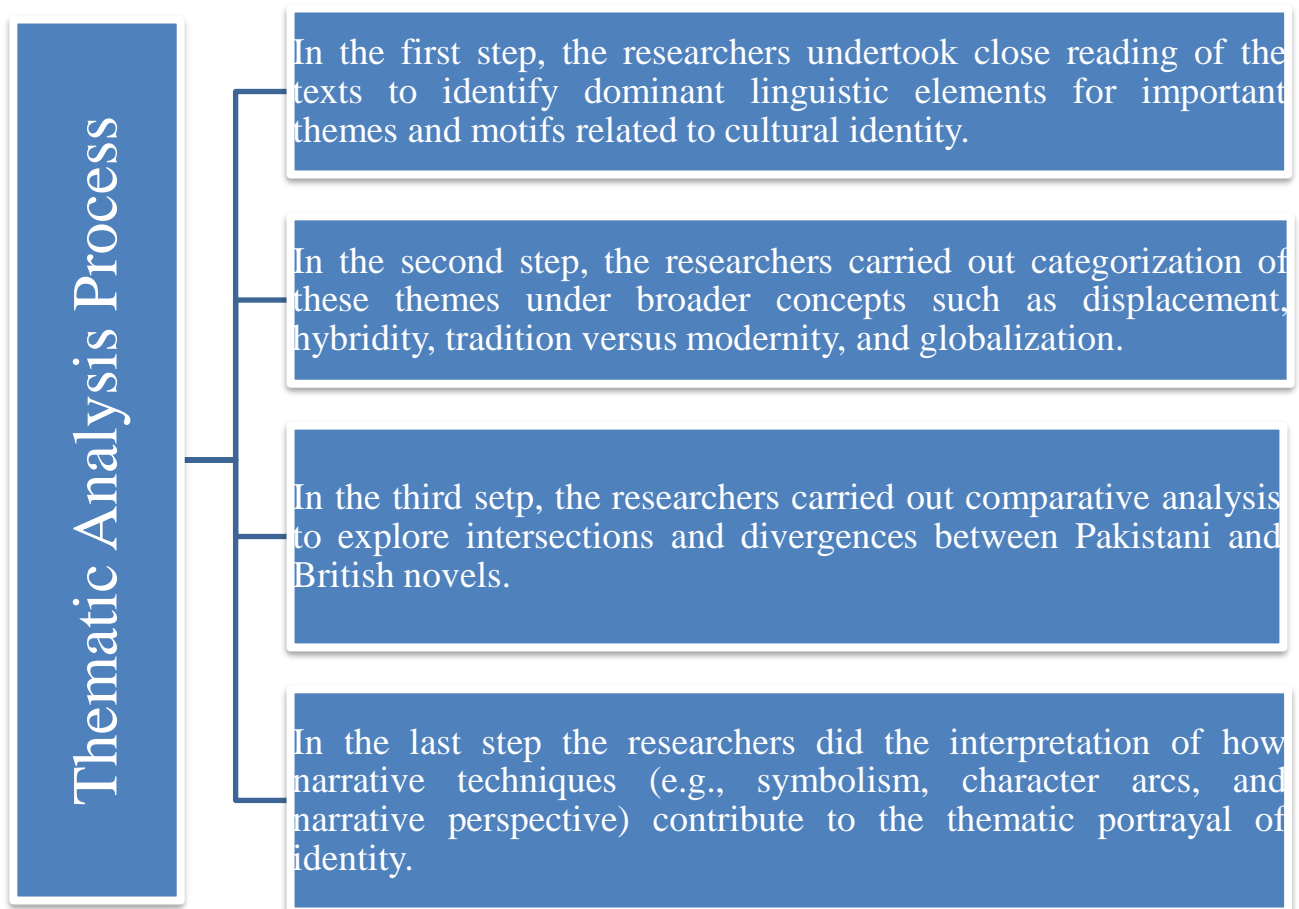 Thematic Analysis Process
In the first step, the researchers undertook close reading of the
texts to identify dominant linguistic elements for important
themes and motifs related to cultural identity.
In the second step, the researchers carried out categorization of
these themes under broader concepts such as displacement,
hybridity, tradition versus modernity, and globalization.
In the third setp, the researchers carried out comparative analysis
to explore intersections and divergences between Pakistani and
British novels.
In the last step the researchers did the interpretation of how
narrative techniques (e.g., symbolism, character arcs, and
narrative perspective) contribute to the thematic portrayal of
identity.